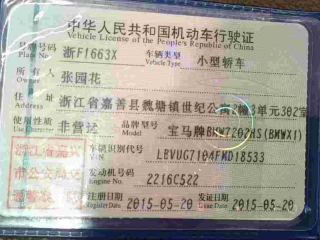 中华人民共和国机动车行驶证
Vehicle License of the People's Republic of China
号牌号码 浙F1663X 车辆类型 小型轿车
Plate No. Vehicle Type
所有人 张园花
Owner
住址 浙江省嘉善县魏塘镇世纪公寓2幢3单元302室
Address
使用性质 非营运 品牌型号 宝马牌BMW7202HS(BMWX1)
浙江省嘉兴 车辆识别代号 LBVUG7104FMD18533
VIN
市公安局交 发动机号码 2216C522
Engine No.
注册日期 2015-05-20 发证日期 2015-05-20
Register Date Issue Date